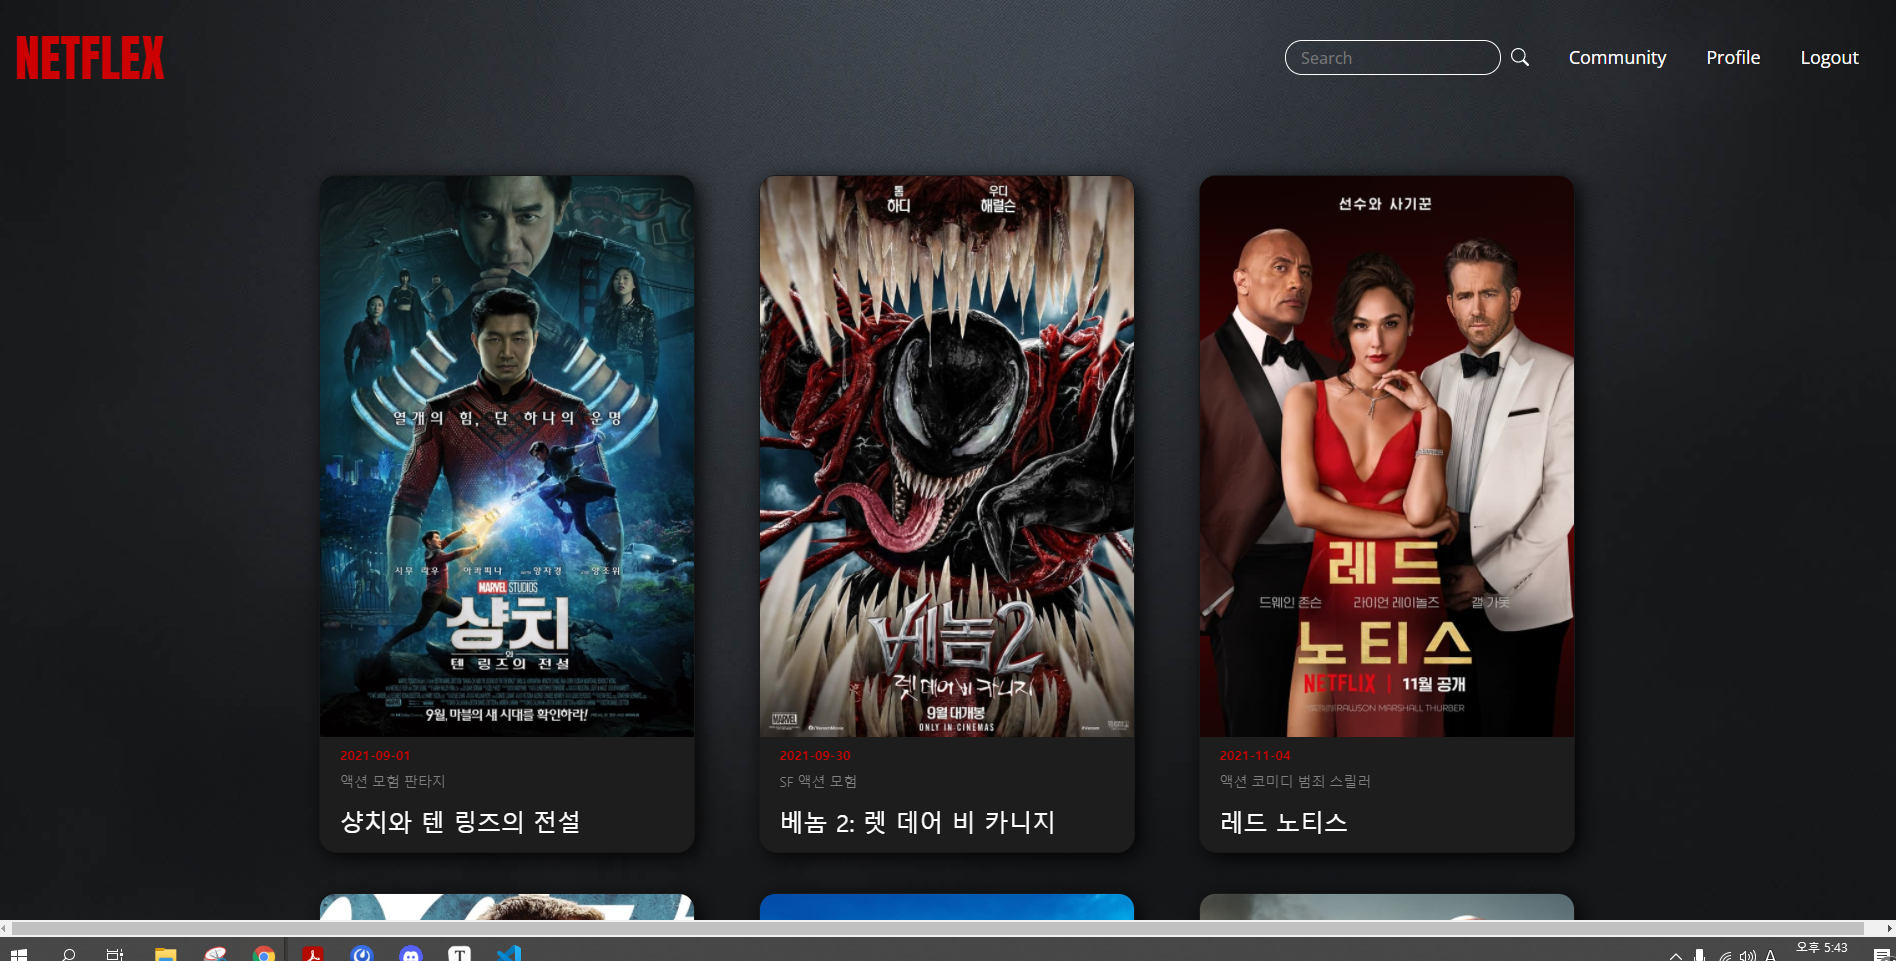 NETFLEX
Search
Community
Profile
Logout
열개의 힘, 단 하나의 운명
시무 리우 아콰피나 양자경 양조위
MARVEL STUDIOS
샹치
와
텐 링즈의 전설
9월, 마블의 새 시대를 확인하라!
2021-09-01
액션 모험 판타지
샹치와 텐 링즈의 전설
톰 하디
우디 해럴슨
베놈2
렛 데어 비 카니지
9월 대개봉
ONLY IN CINEMAS
MARVEL
2021-09-30
SF 액션 모험
베놈 2: 렛 데어 비 카니지
선수와 사기꾼
레드
드웨인 존슨 라이언 레이놀즈 갤 가돗
노티스
NETFLIX | 11월 공개
RAWSON MARSHALL THURBER
2021-11-04
액션 코미디 범죄 스릴러
레드 노티스
T
A
오후 5:43